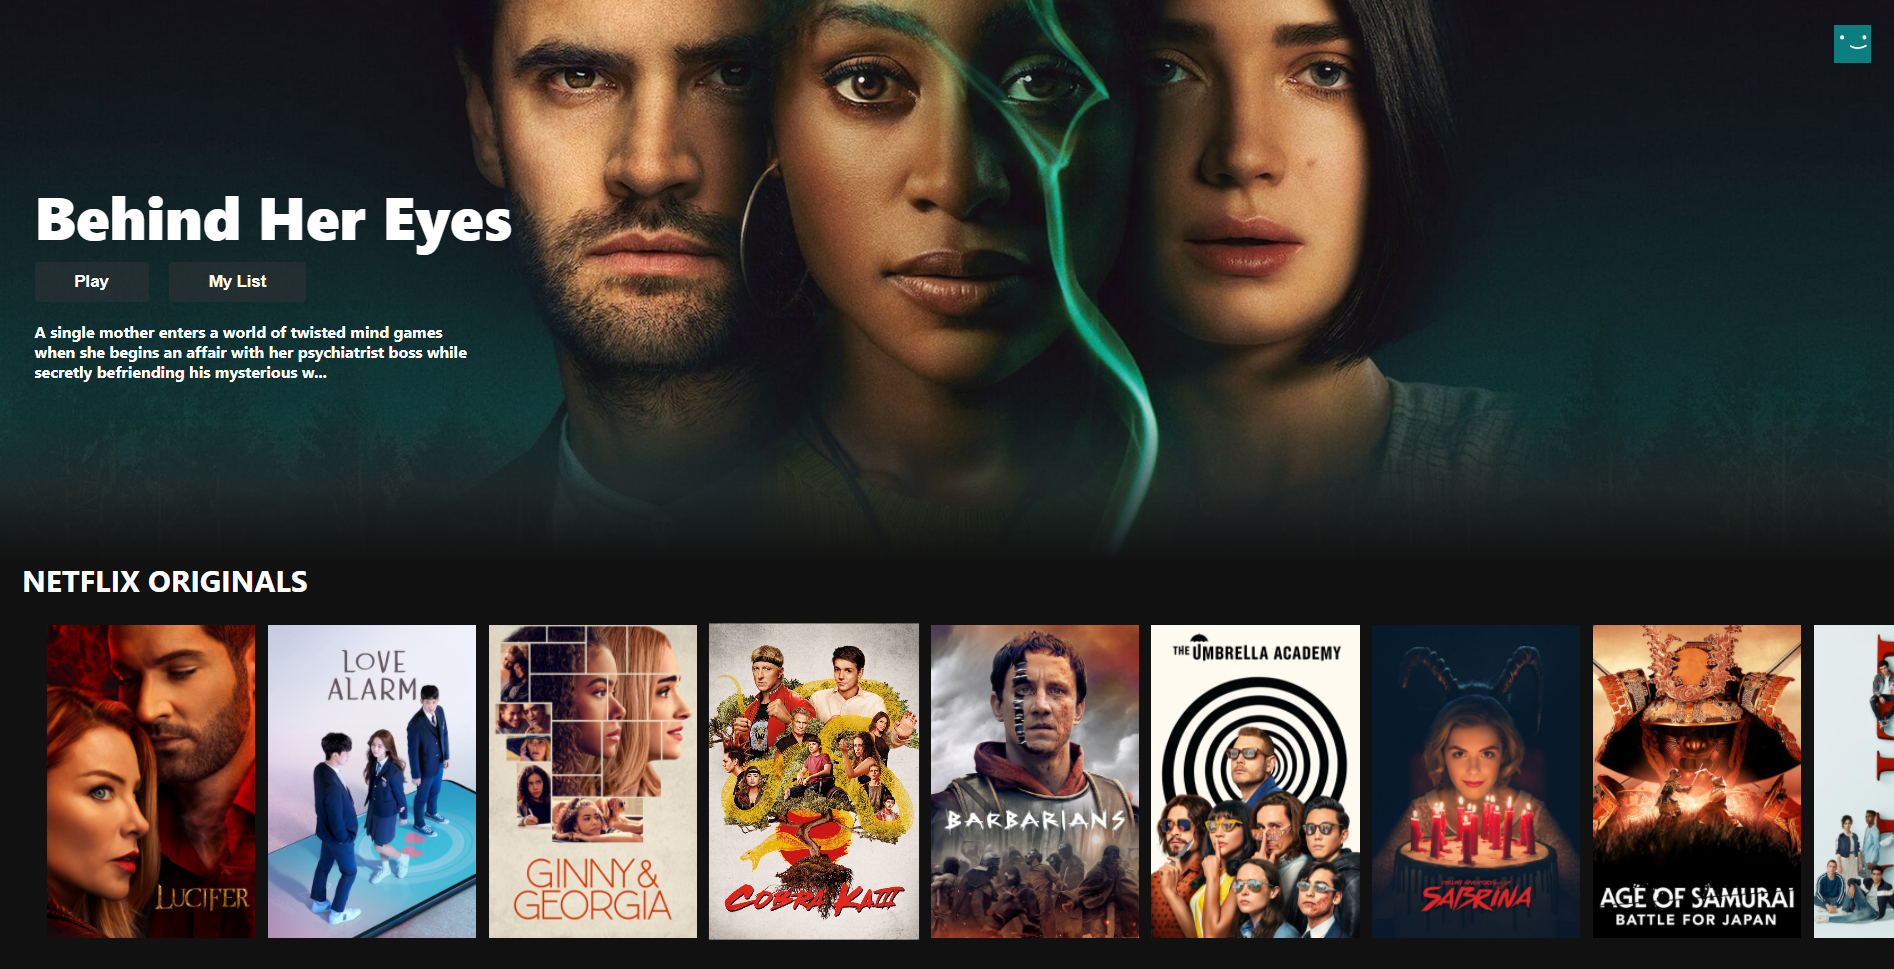 Behind Her Eyes
Play
My List
A single mother enters a world of twisted mind games
when she begins an affair with her psychiatrist boss while
secretly befriending his mysterious w...
NETFLIX ORIGINALS
LUCIFER
LOVE
ALARM
GINNY&
GEORGIA
COBRA KAIII
BARBARIANS
THE UMBRELLA ACADEMY
SABRINA
AGE OF SAMURAI
BATTLE FOR JAPAN